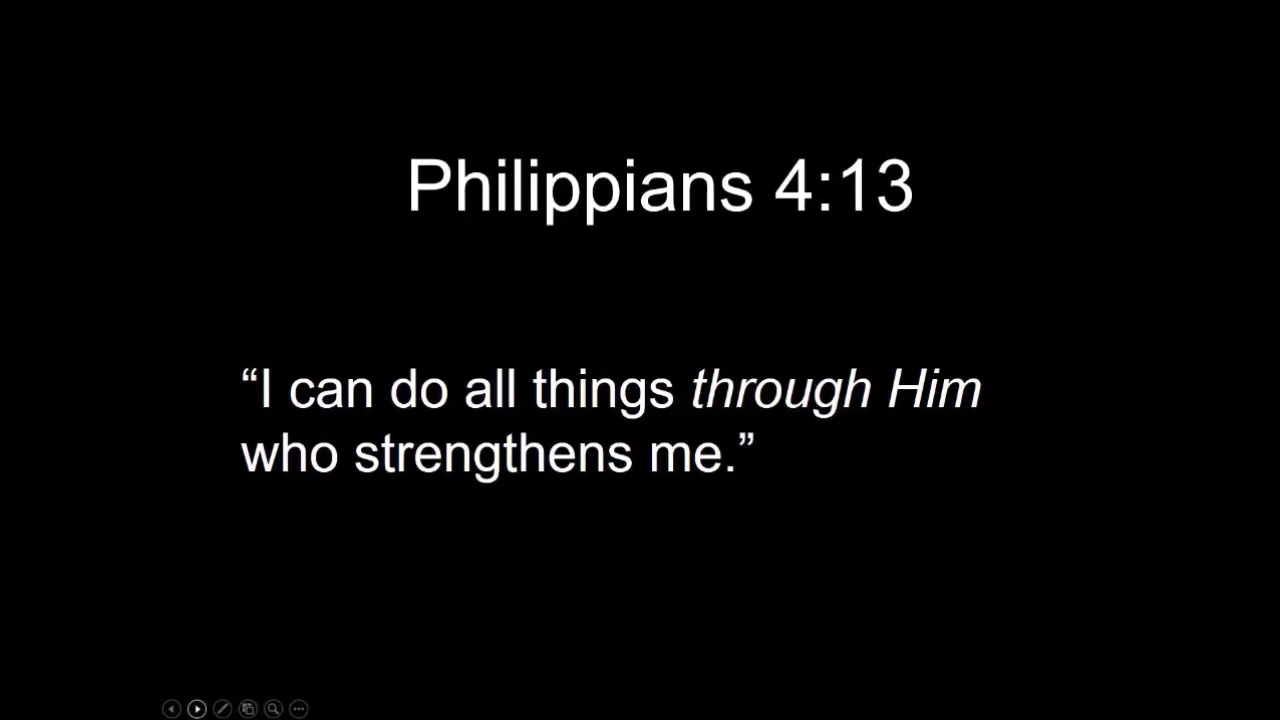 Philippians 4:13
“I can do all things through Him
who strengthens me.”